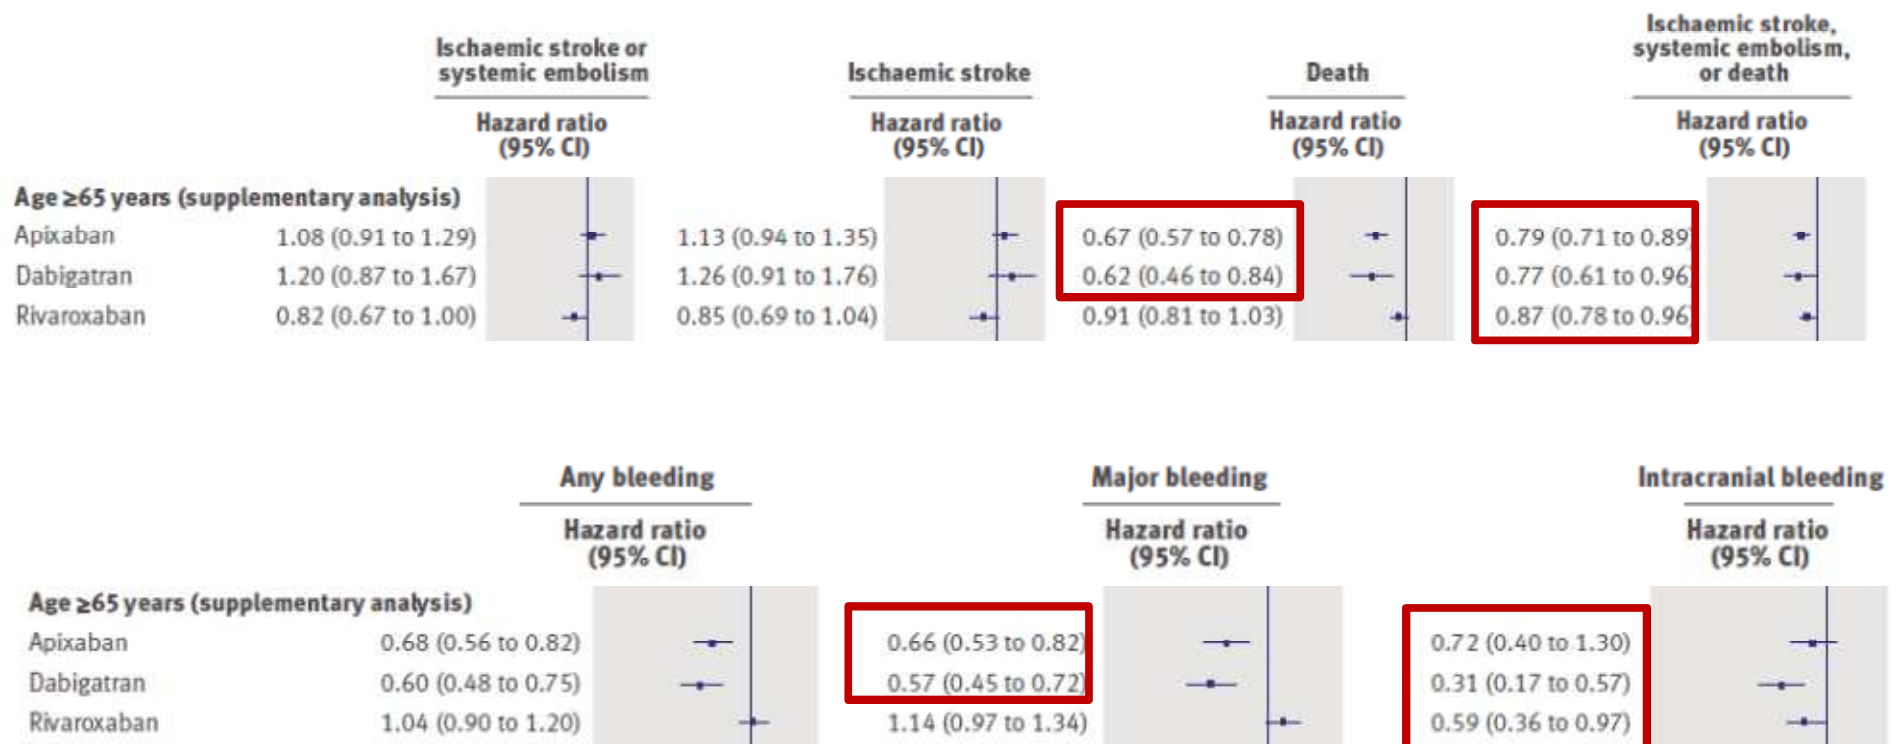 Ischaemic stroke or
systemic embolism
Ischaemic stroke
Death
Ischaemic stroke,
systemic embolism,
or death
Hazard ratio
(95% CI)
Hazard ratio
(95% CI)
Hazard ratio
(95% CI)
Hazard ratio
(95% CI)
Age ≥65 years (supplementary analysis)
Apixaban 1.08 (0.91 to 1.29) 1.13 (0.94 to 1.35) 0.67 (0.57 to 0.78) 0.79 (0.71 to 0.89)
Dabigatran 1.20 (0.87 to 1.67) 1.26 (0.91 to 1.76) 0.62 (0.46 to 0.84) 0.77 (0.61 to 0.96)
Rivaroxaban 0.82 (0.67 to 1.00) 0.85 (0.69 to 1.04) 0.91 (0.81 to 1.03) 0.87 (0.78 to 0.96)
Any bleeding
Major bleeding
Intracranial bleeding
Hazard ratio
(95% CI)
Hazard ratio
(95% CI)
Hazard ratio
(95% CI)
Age ≥65 years (supplementary analysis)
Apixaban 0.68 (0.56 to 0.82) 0.66 (0.53 to 0.82) 0.72 (0.40 to 1.30)
Dabigatran 0.60 (0.48 to 0.75) 0.57 (0.45 to 0.72) 0.31 (0.17 to 0.57)
Rivaroxaban 1.04 (0.90 to 1.20) 1.14 (0.97 to 1.34) 0.59 (0.36 to 0.97)